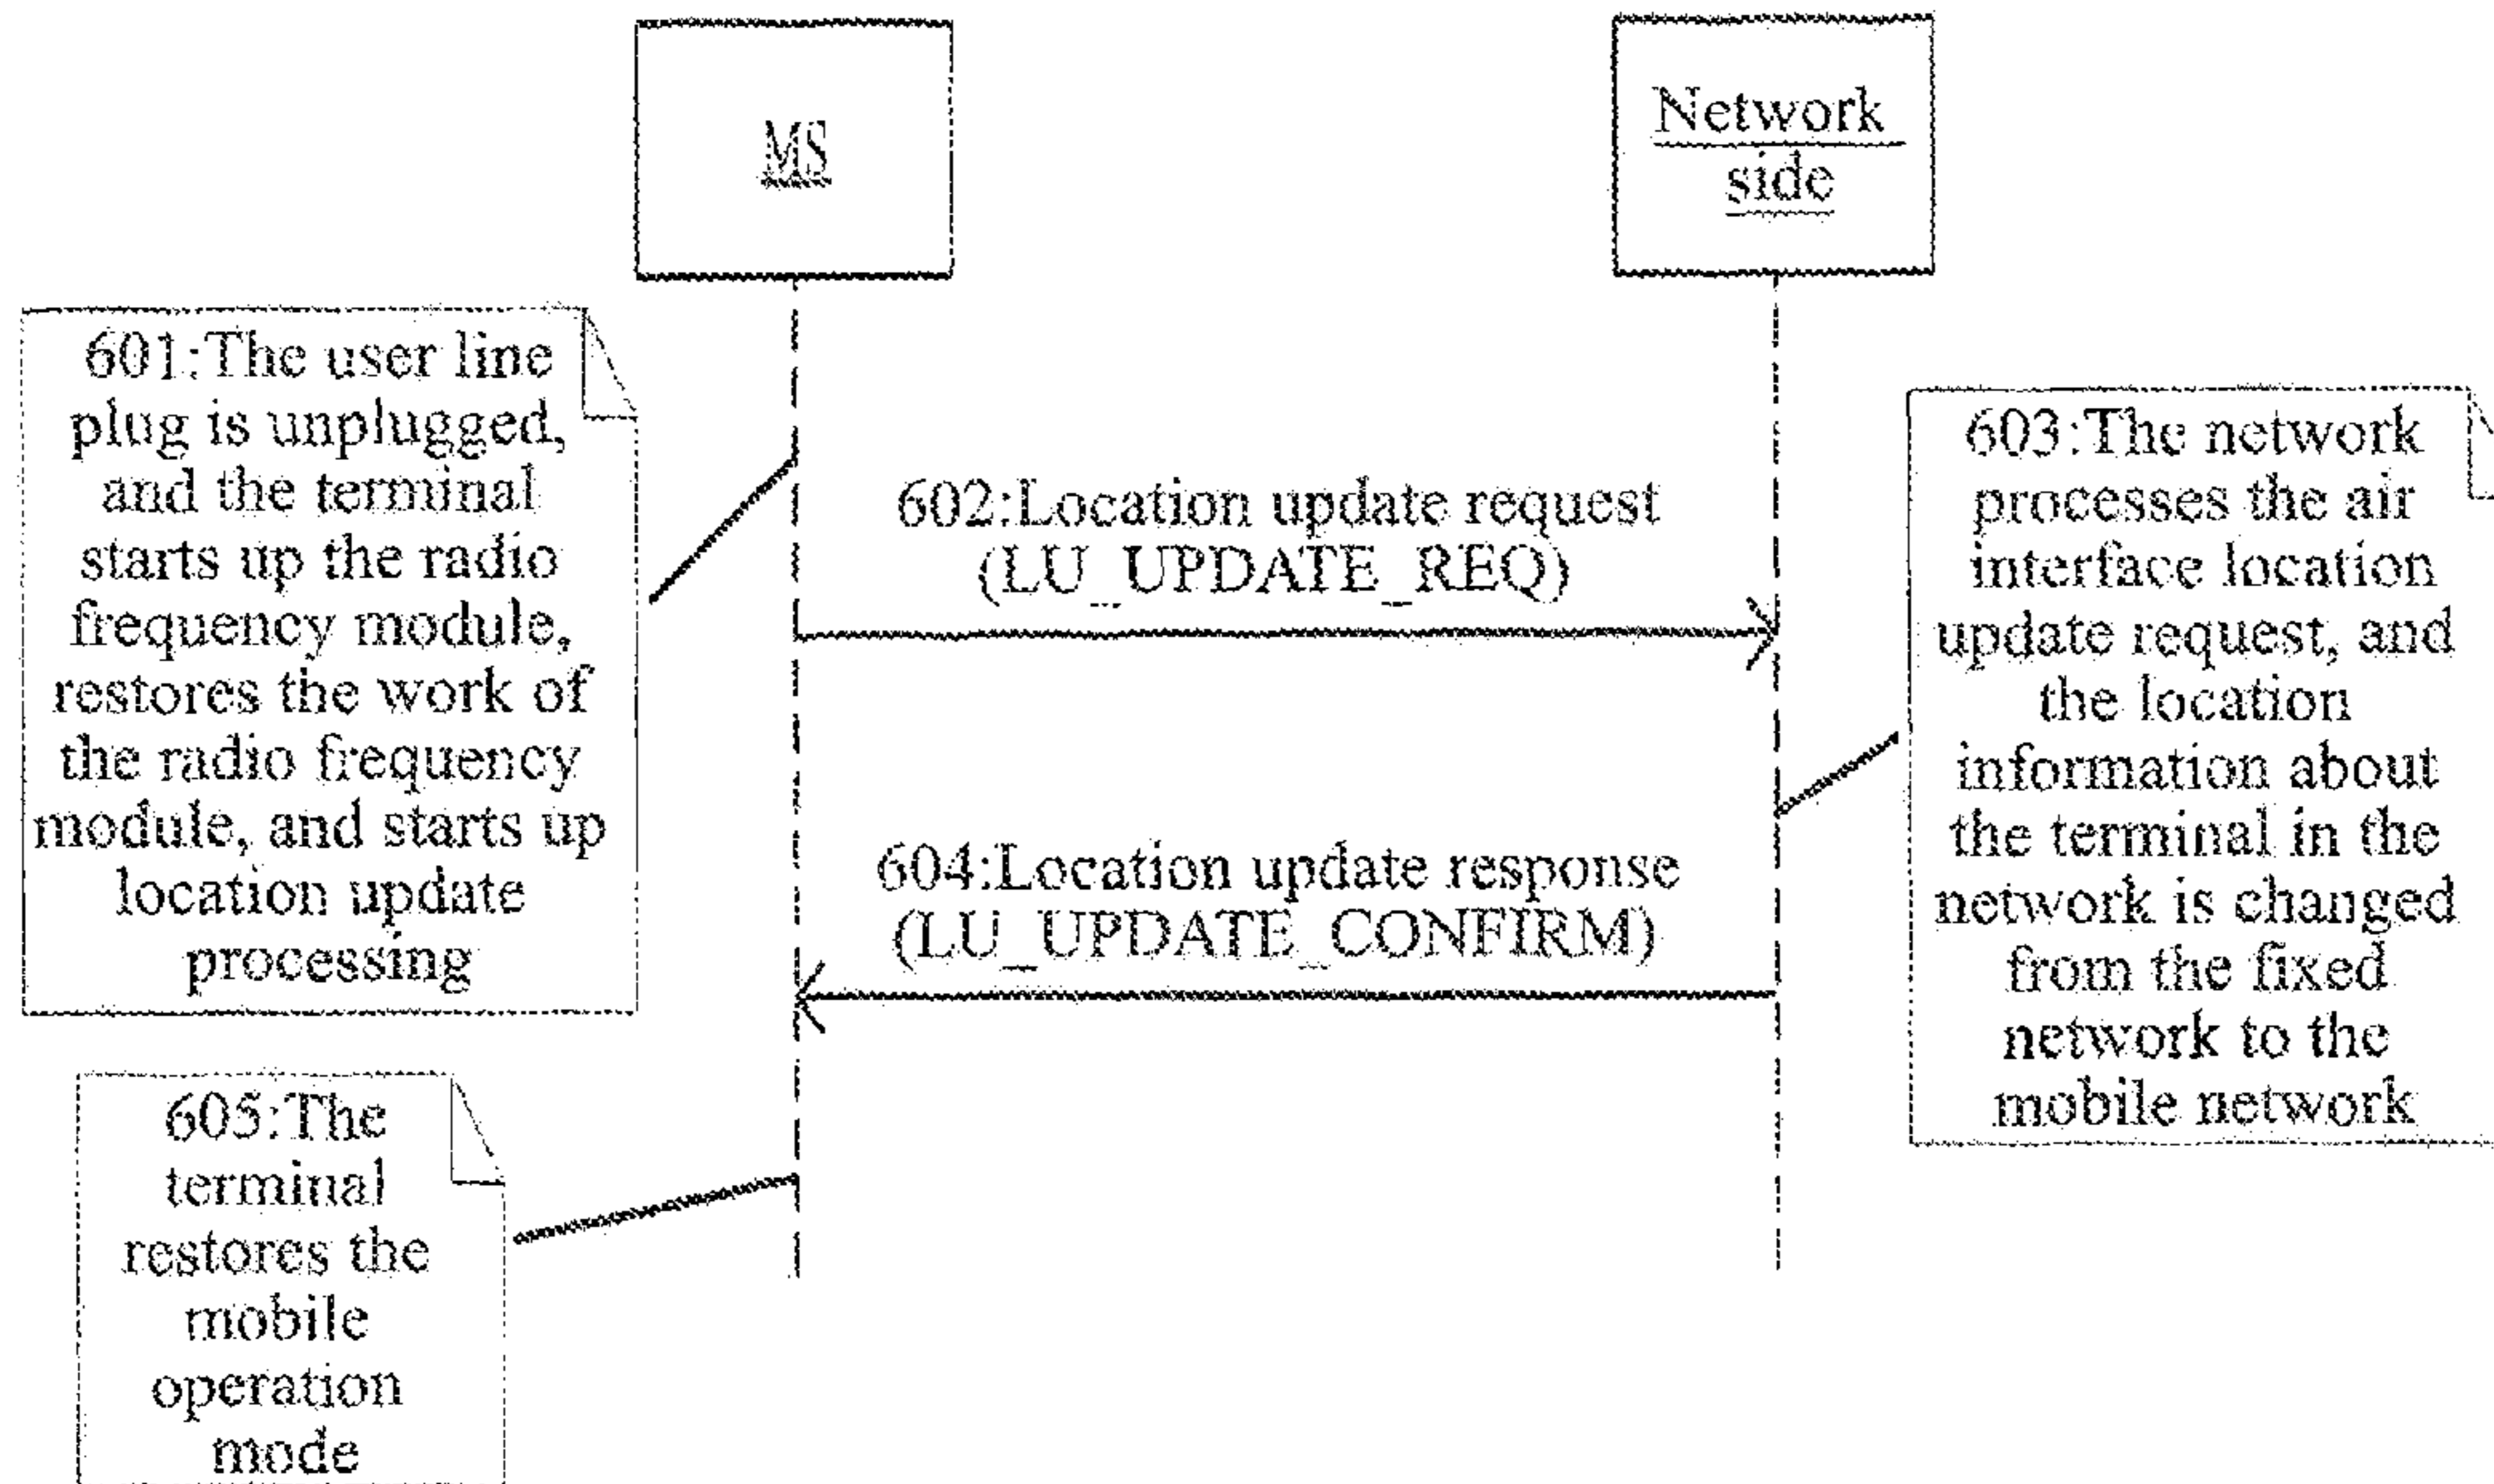 MS
Network
side
601:The user line
plug is unplugged,
and the terminal
starts up the radio
frequency module,
restores the work of
the radio frequency
module, and starts up
location update
processing
602:Location update request
(LU_UPDATE_REQ)
603:The network
processes the air
interface location
update request, and
the location
information about
the terminal in the
network is changed
from the fixed
network to the
mobile network
604:Location update response
(LU_UPDATE_CONFIRM)
605:The
terminal
restores the
mobile
operation
mode